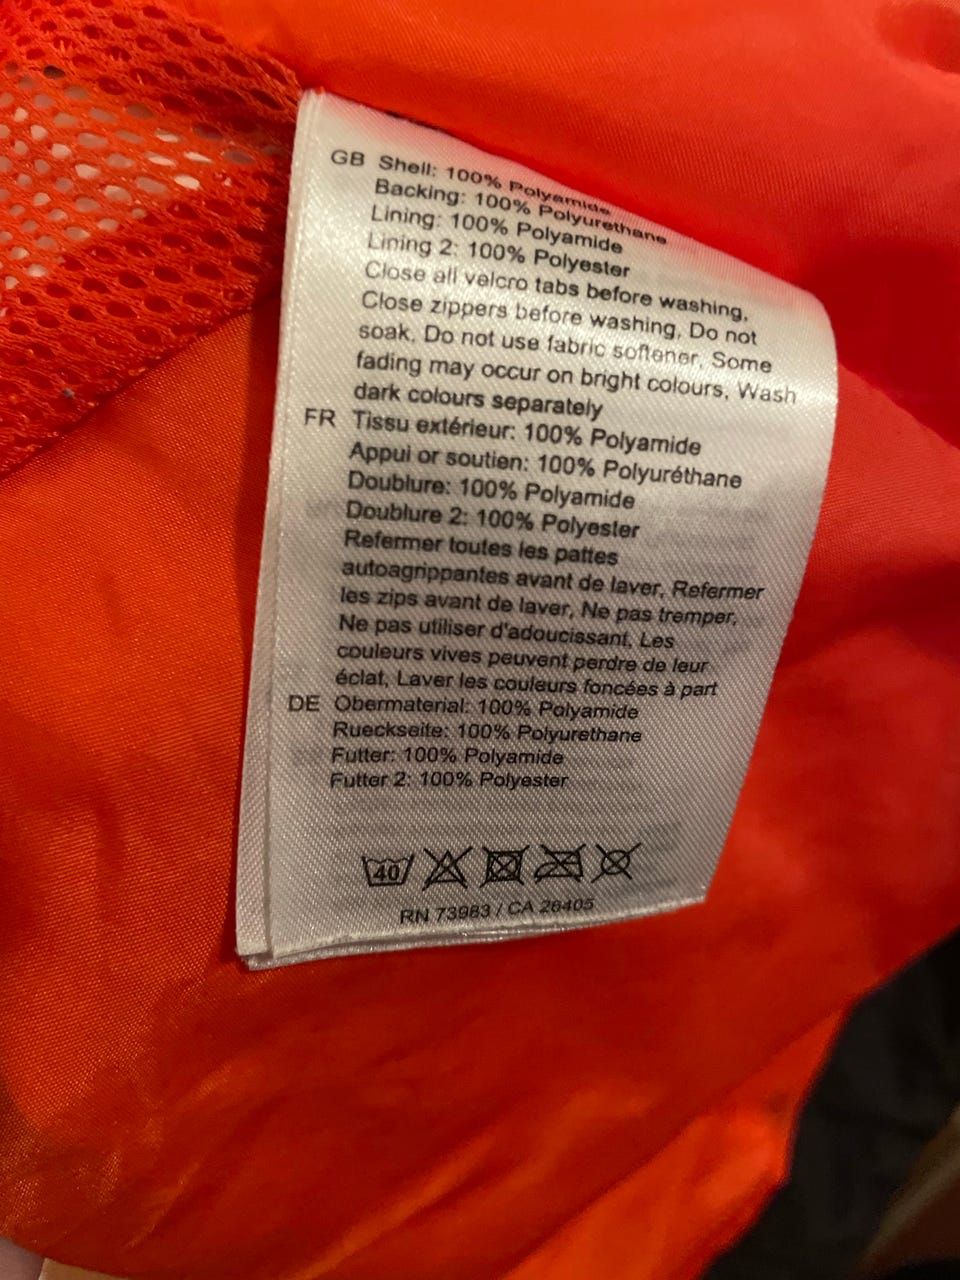 GB Shell: 100% Polyamide
Backing: 100% Polyurethane
Lining: 100% Polyamide
Lining 2: 100% Polyester
Close all velcro tabs before washing,
Close zippers before washing, Do not
soak, Do not use fabric softener, Some
fading may occur on bright colours, Wash
dark colours separately
FR Tissu extérieur: 100% Polyamide
Appui or soutien: 100% Polyuréthane
Doublure: 100% Polyamide
Doublure 2: 100% Polyester
Refermer toutes les pattes
autoagrippantes avant de laver, Refermer
les zips avant de laver, Ne pas tremper,
Ne pas utiliser d'adoucissant, Les
couleurs vives peuvent perdre de leur
éclat, Laver les couleurs foncées à part
DE Obermaterial: 100% Polyamide
Rueckseite: 100% Polyurethane
Futter: 100% Polyamide
Futter 2: 100% Polyester
40
RN 73983 / CA 26405